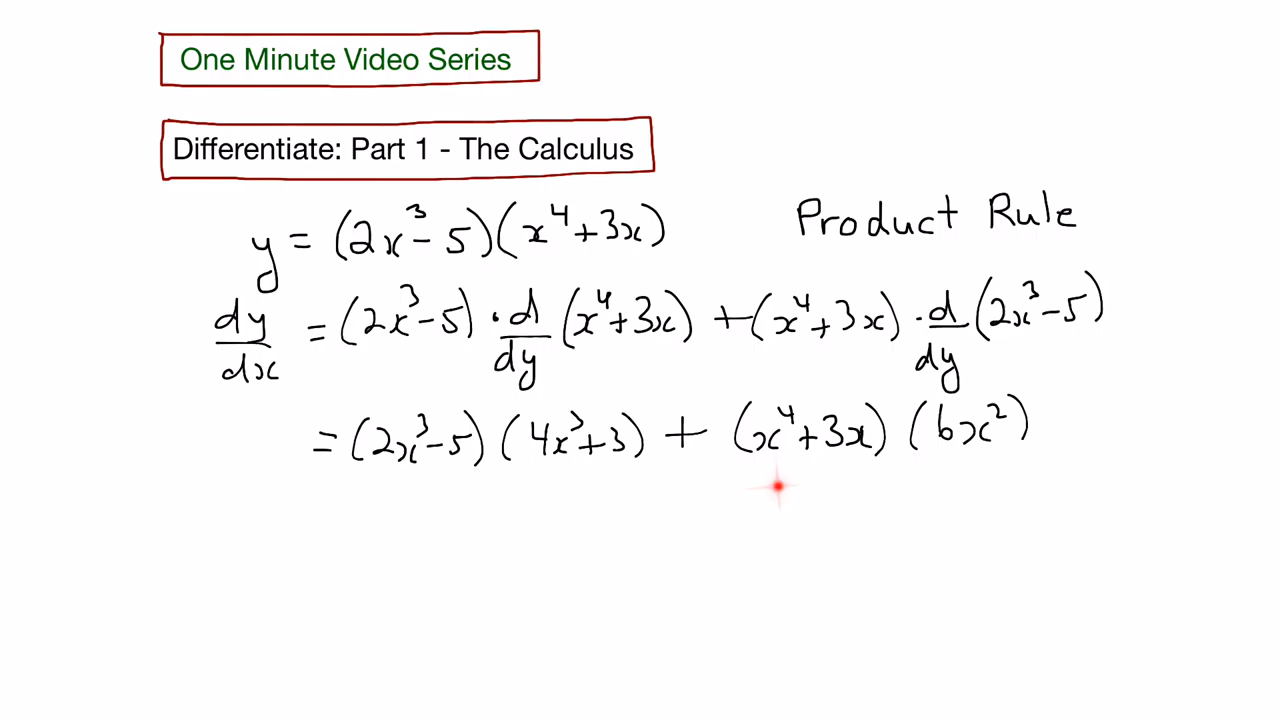 One Minute Video Series
Differentiate: Part 1 - The Calculus
y = (2x³ - 5)(x⁴ + 3x) Product Rule
dy/dx = (2x³ - 5) · d/dy (x⁴ + 3x) + (x⁴ + 3x) · d/dy (2x³ - 5)
= (2x³ - 5) (4x³ + 3) + (x⁴ + 3x) (6x²)